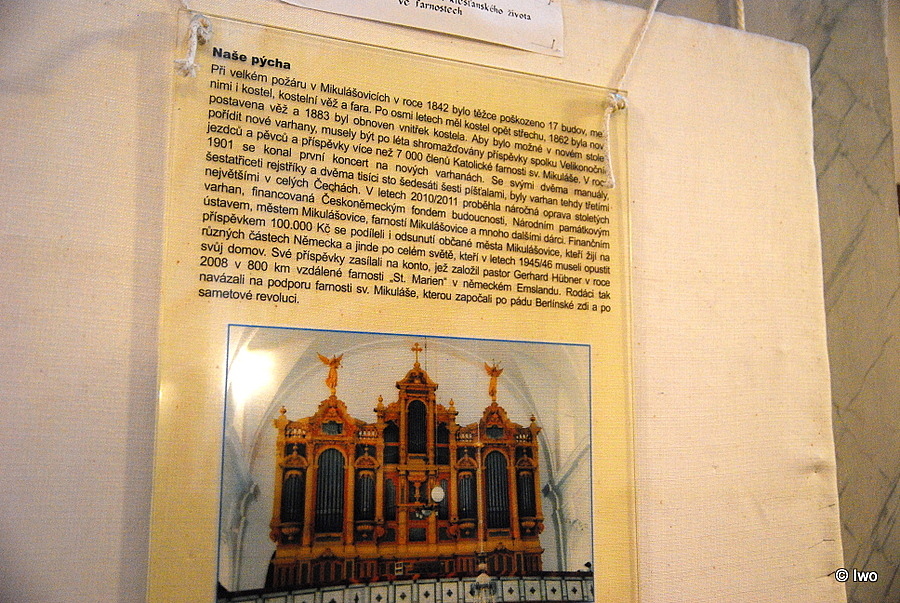 křesťanského života
ve farnostech
Naše pýcha
Při velkém požáru v Mikulášovicích v roce 1842 bylo těžce poškozeno 17 budov, me
nimi i kostel, kostelní věž a fara. Po osmi letech měl kostel opět střechu, 1862 byla nov
postavena věž a 1883 byl obnoven vnitřek kostela. Aby bylo možné v novém stole
pořídit nové varhany, musely být po léta shromažďovány příspěvky spolku Velikonoční
jezdců a pěvců a příspěvky více než 7 000 členů Katolické farnosti sv. Mikuláše. V roc
1901 se konal první koncert na nových varhanách. Se svými dvěma manuály,
šestatřiceti rejstříky a dvěma tisíci sto šedesáti šesti píšťalami, byly varhan tehdy třetími
největšími v celých Čechách. V letech 2010/2011 proběhla náročná oprava stoletých
varhan, financovaná Českoněmeckým fondem budoucnosti, Národním památkovým
ústavem, městem Mikulášovice, farností Mikulášovice a mnoho dalšími dárci. Finančním
příspěvkem 100.000 Kč se podíleli i odsunutí občané města Mikulášovice, kteří žijí na
různých částech Německa a jinde po celém světě, kteří v letech 1945/46 museli opustit
svůj domov. Své příspěvky zasílali na konto, jež založil pastor Gerhard Hübner v roce
2008 v 800 km vzdálené farnosti „St. Marien“ v německém Emslandu. Rodáci tak
navázali na podporu farnosti sv. Mikuláše, kterou započali po pádu Berlínské zdi a po
sametové revoluci.
© Iwo